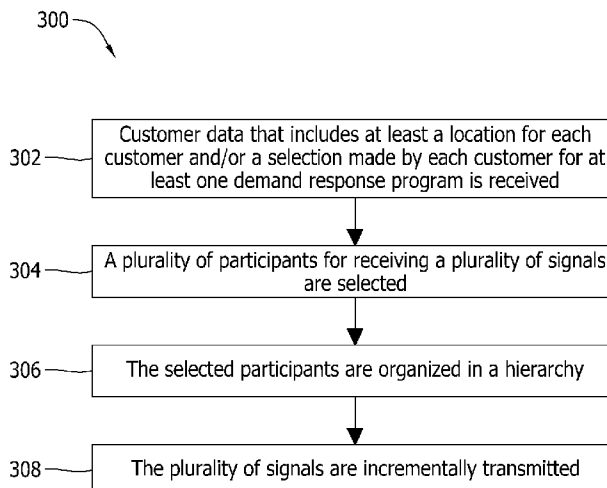 300
302
Customer data that includes at least a location for each
customer and/or a selection made by each customer for at
least one demand response program is received
304
A plurality of participants for receiving a plurality of signals
are selected
306
The selected participants are organized in a hierarchy
308
The plurality of signals are incrementally transmitted